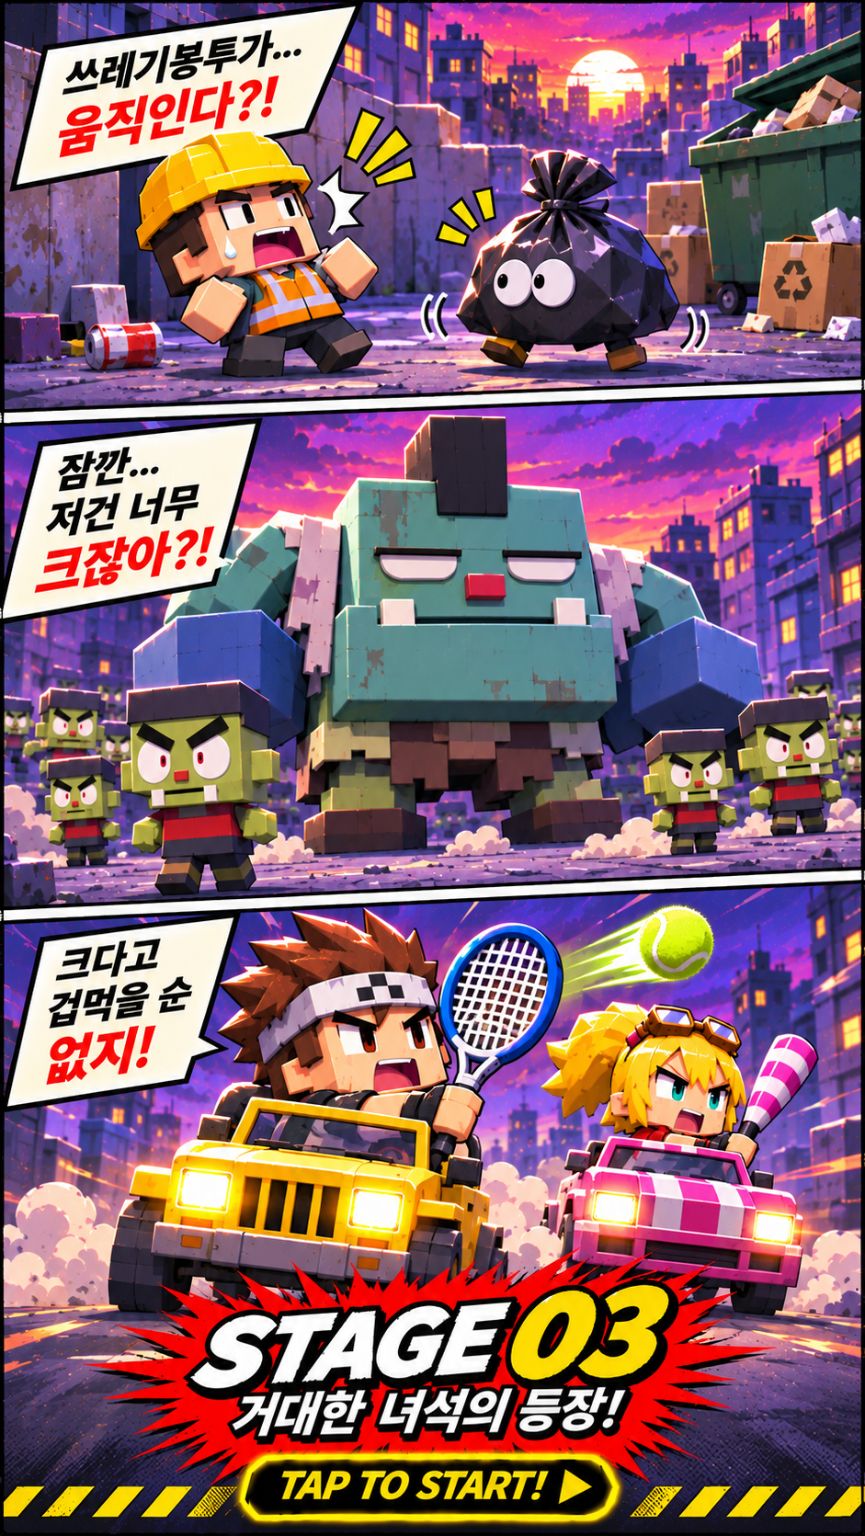 쓰레기봉투가...
움직인다?!
잠깐...
저건 너무
크잖아?!
크다고
겁먹을 순
없지!
STAGE 03
거대한 녀석의 등장!
TAP TO START!